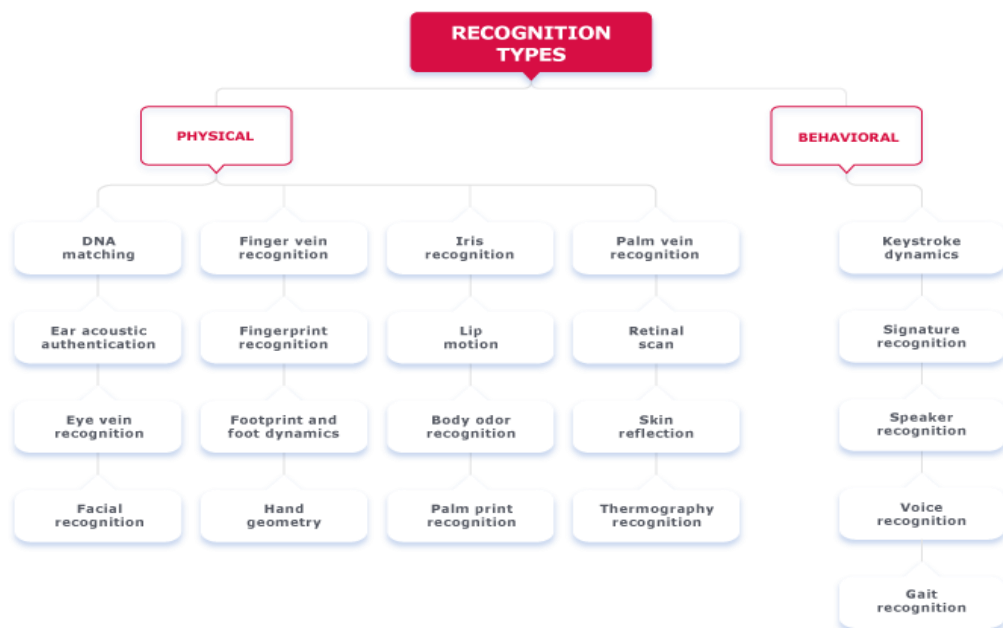 RECOGNITION
TYPES
PHYSICAL
BEHAVIORAL
DNA
matching
Finger vein
recognition
Iris
recognition
Palm vein
recognition
Keystroke
dynamics
Ear acoustic
authentication
Fingerprint
recognition
Lip
motion
Retinal
scan
Signature
recognition
Eye vein
recognition
Footprint and
foot dynamics
Body odor
recognition
Skin
reflection
Speaker
recognition
Facial
recognition
Hand
geometry
Palm print
recognition
Thermography
recognition
Voice
recognition
Gait
recognition